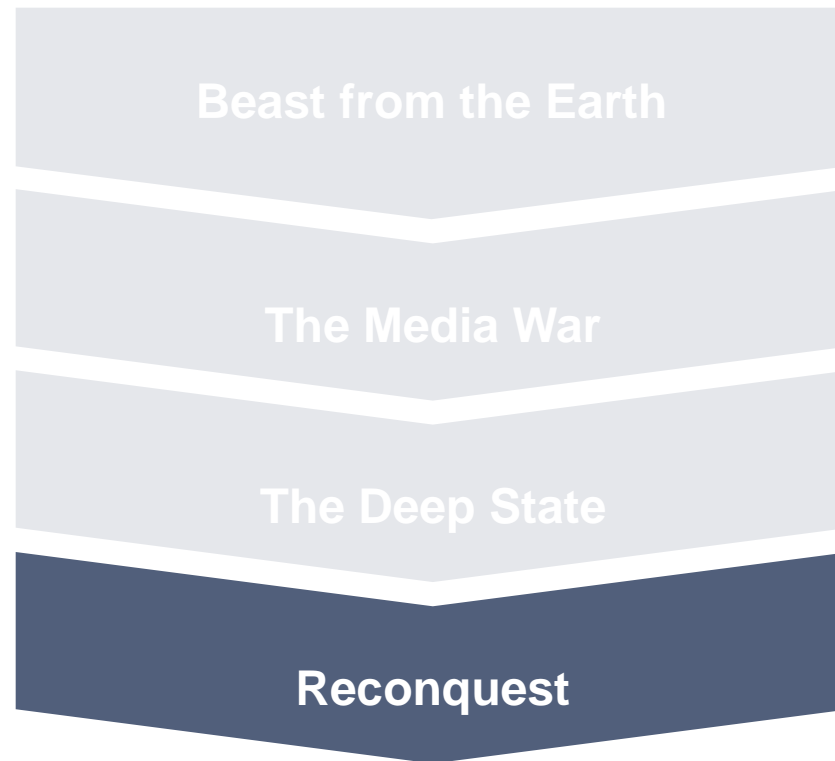 Beast from the Earth
The Media War
The Deep State
Reconquest